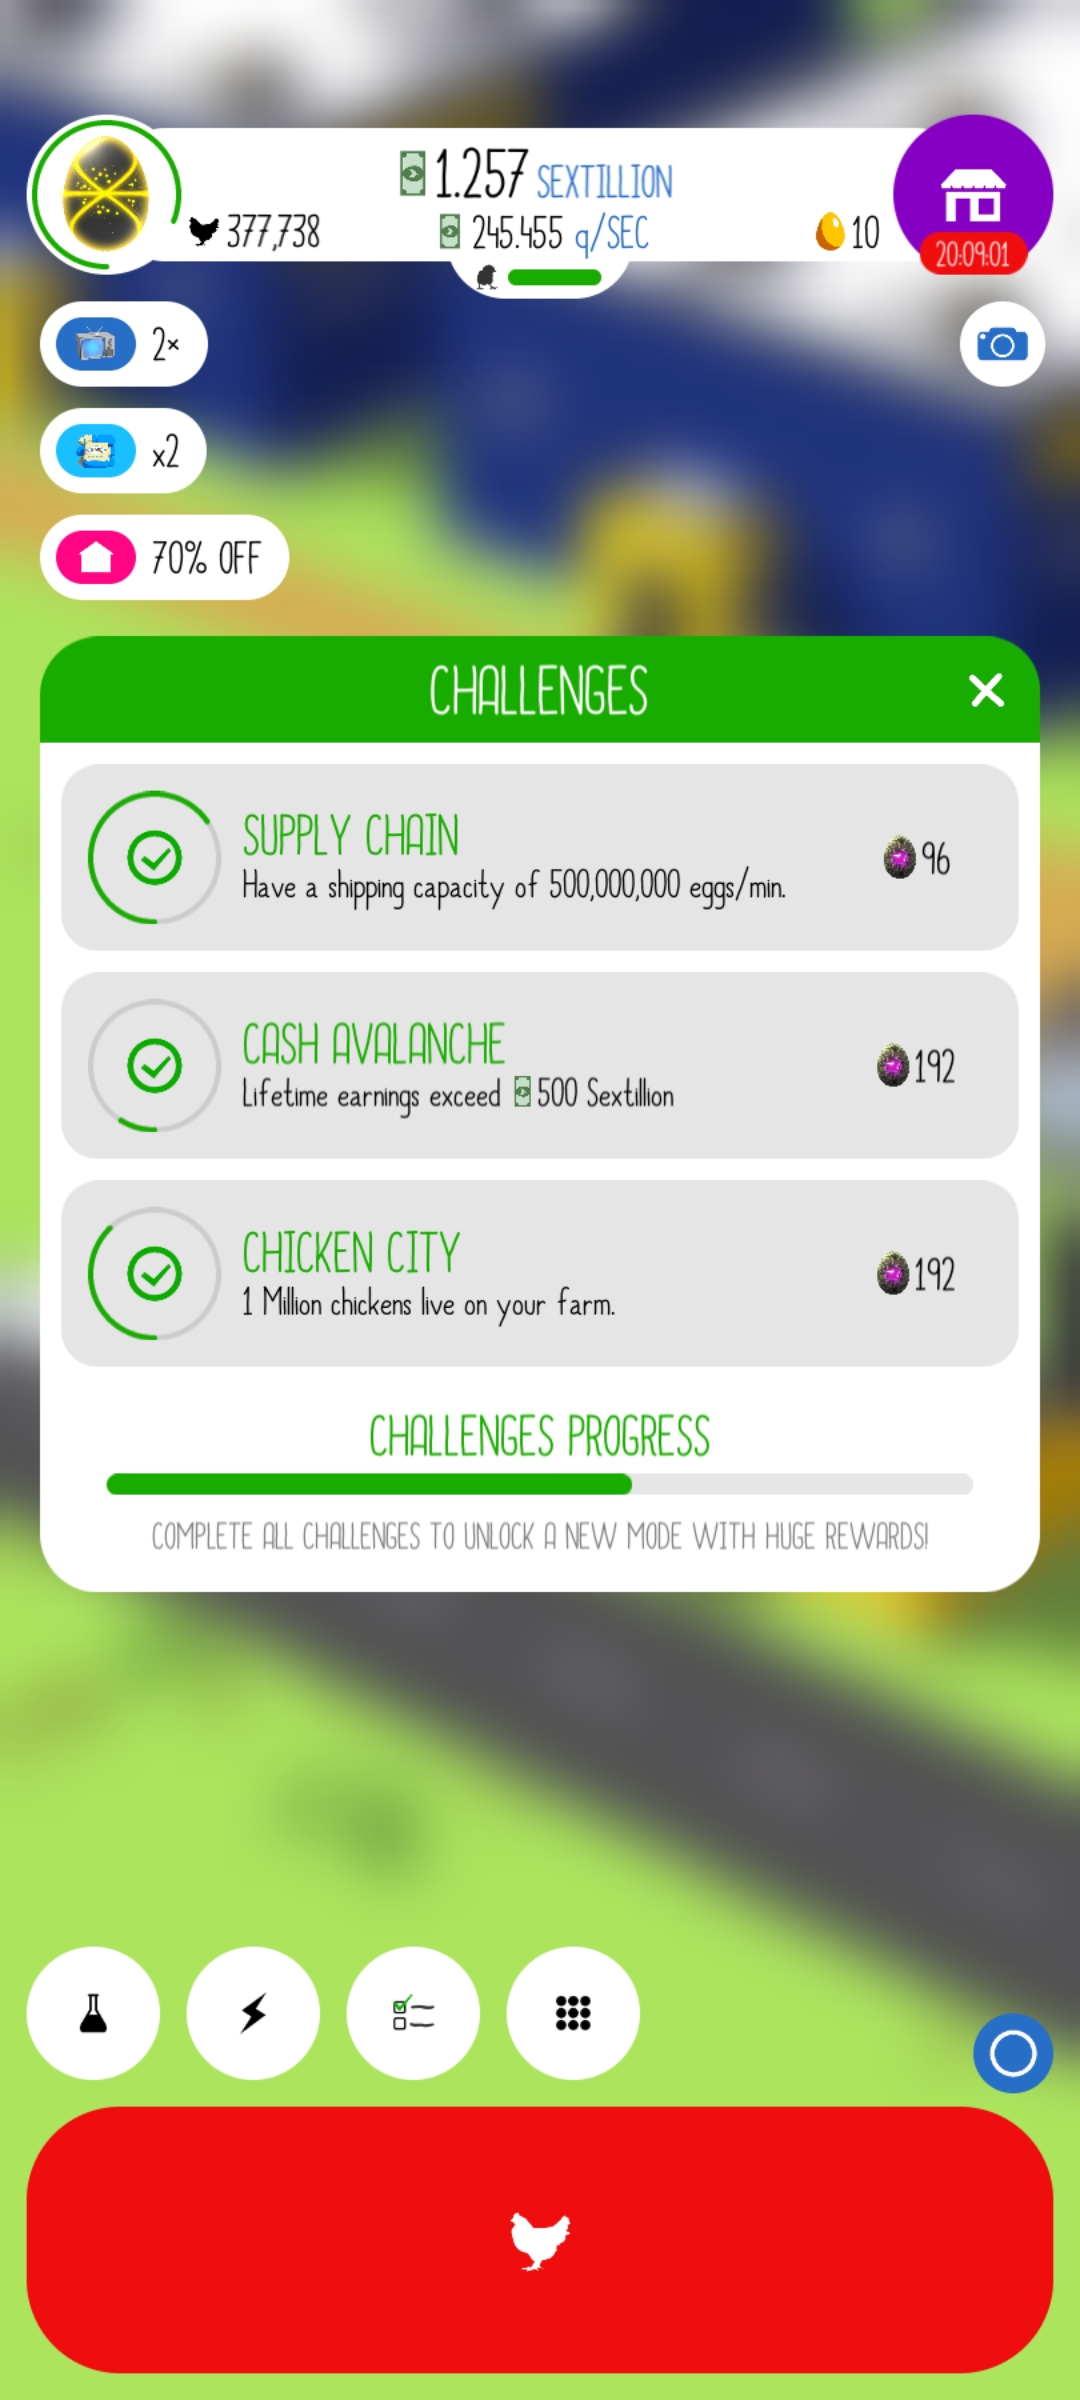 1.257 SEXTILLION
377,738
245.455 q/SEC
10
20:09:01
2×
x2
70% OFF
CHALLENGES
SUPPLY CHAIN
Have a shipping capacity of 500,000,000 eggs/min.
96
CASH AVALANCHE
Lifetime earnings exceed 500 Sextillion
192
CHICKEN CITY
1 Million chickens live on your farm.
192
CHALLENGES PROGRESS
COMPLETE ALL CHALLENGES TO UNLOCK A NEW MODE WITH HUGE REWARDS!